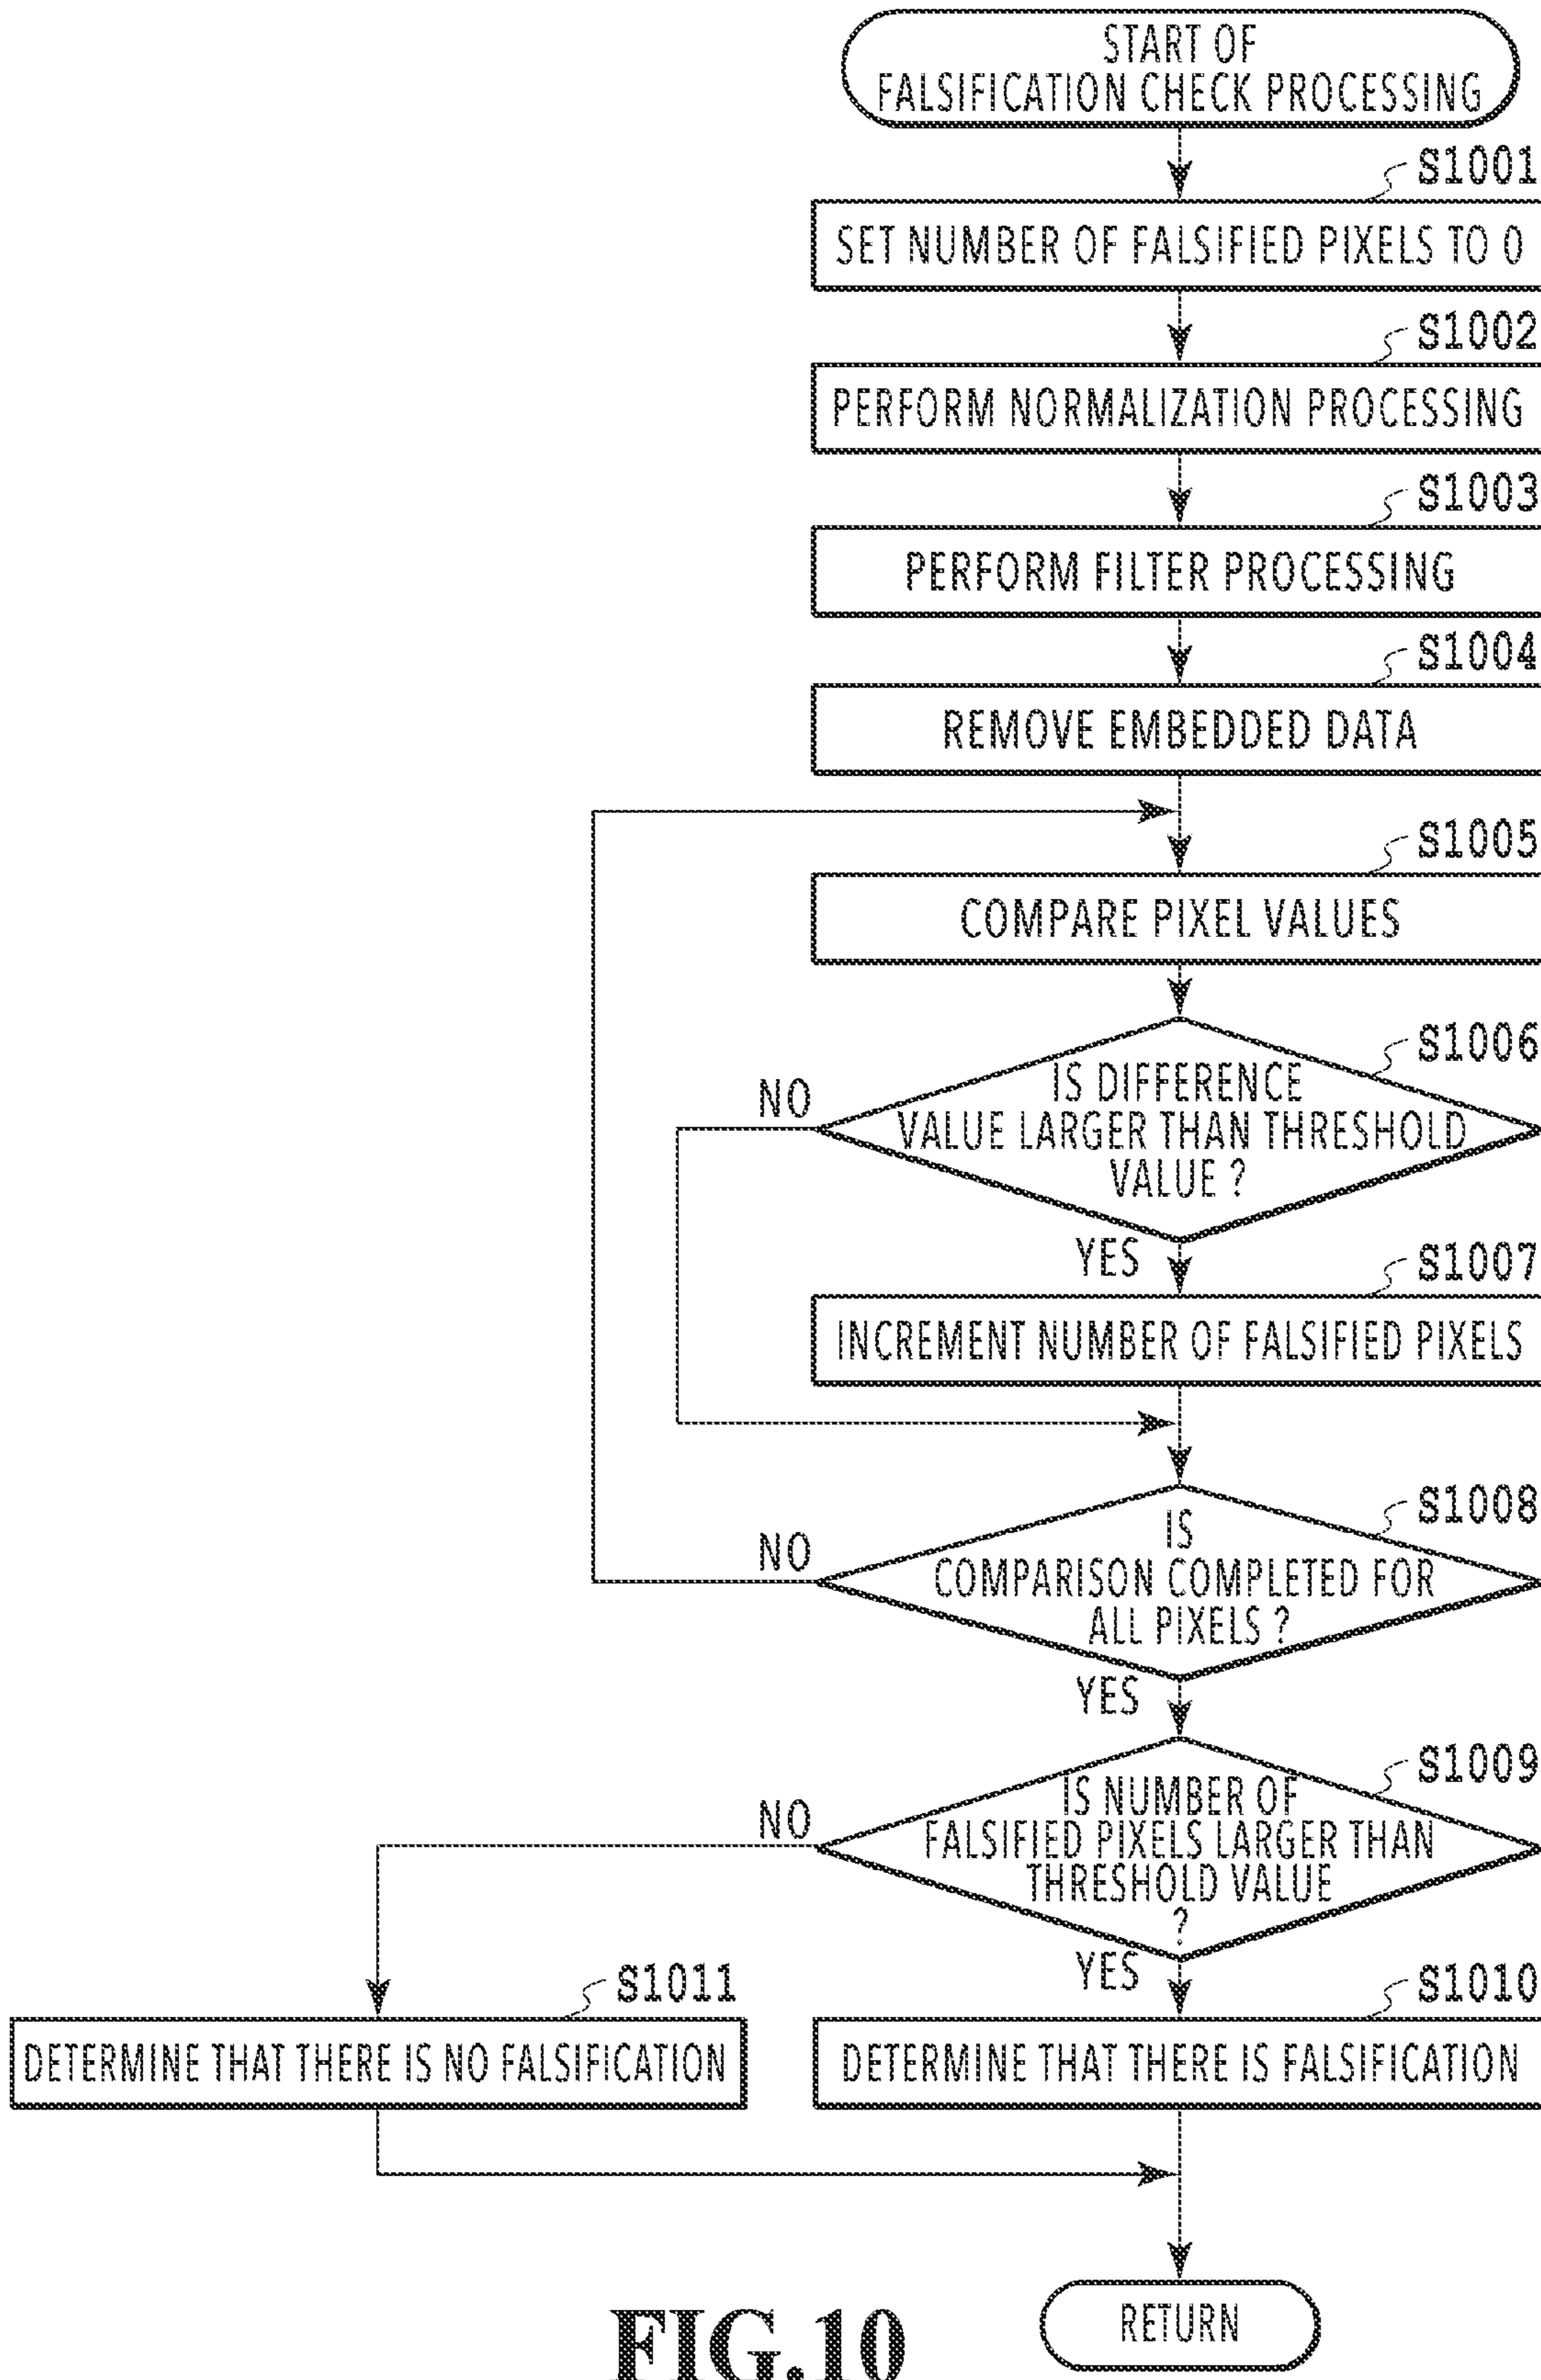 START OF
FALSIFICATION CHECK PROCESSING
S1001
SET NUMBER OF FALSIFIED PIXELS TO 0
S1002
PERFORM NORMALIZATION PROCESSING
S1003
PERFORM FILTER PROCESSING
S1004
REMOVE EMBEDDED DATA
S1005
COMPARE PIXEL VALUES
S1006
IS DIFFERENCE
VALUE LARGER THAN THRESHOLD
VALUE ?
NO
YES
S1007
INCREMENT NUMBER OF FALSIFIED PIXELS
S1008
IS
COMPARISON COMPLETED FOR
ALL PIXELS ?
NO
YES
S1009
IS NUMBER OF
FALSIFIED PIXELS LARGER THAN
THRESHOLD VALUE
?
NO
YES
S1011
DETERMINE THAT THERE IS NO FALSIFICATION
S1010
DETERMINE THAT THERE IS FALSIFICATION
RETURN
FIG.10